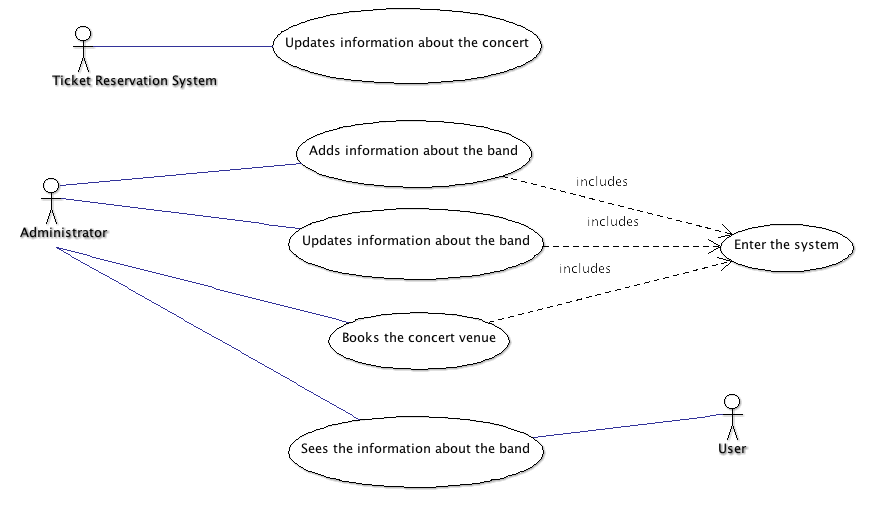 Updates information about the concert
Ticket Reservation System
Adds information about the band
includes
Administrator
includes
Updates information about the band
Enter the system
includes
Books the concert venue
Sees the information about the band
User